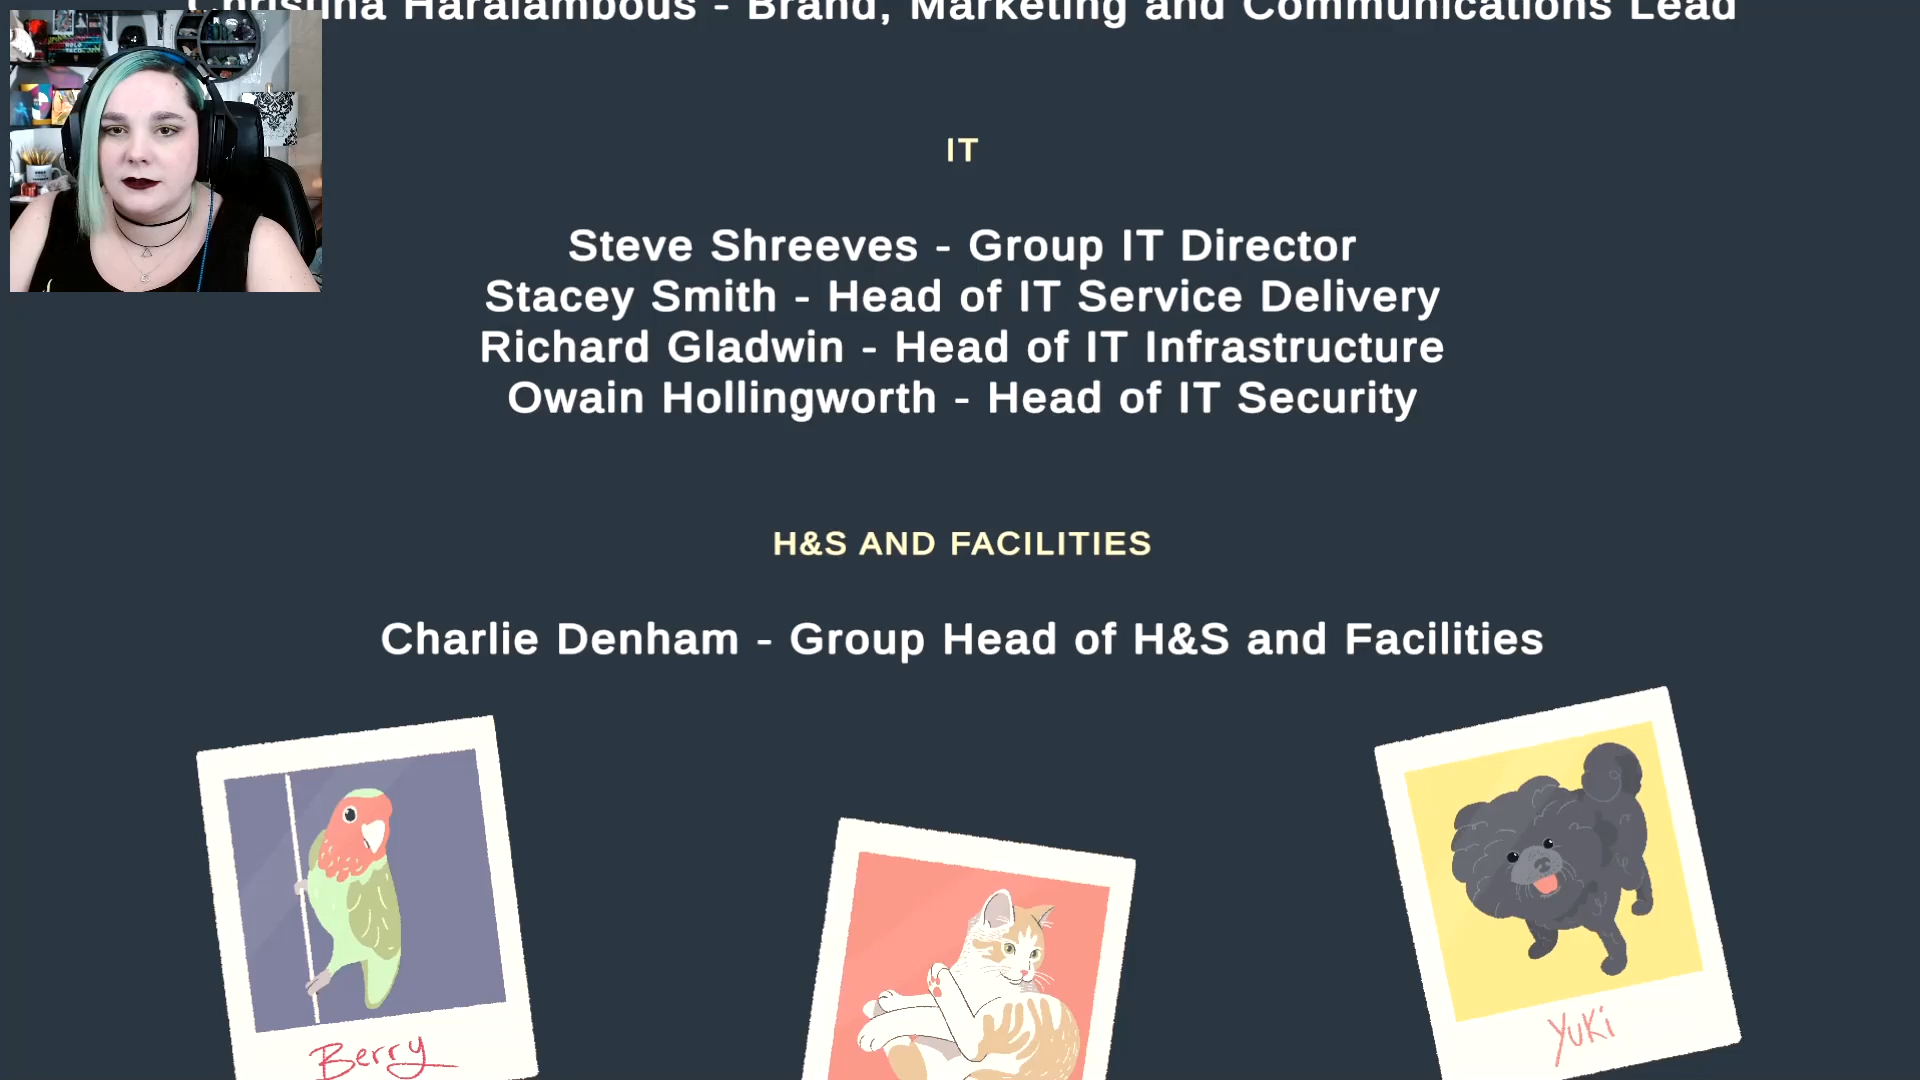 Christina Haralambous - Brand, Marketing and Communications Lead
IT
Steve Shreeves - Group IT Director
Stacey Smith - Head of IT Service Delivery
Richard Gladwin - Head of IT Infrastructure
Owain Hollingworth - Head of IT Security
H&S AND FACILITIES
Charlie Denham - Group Head of H&S and Facilities
Berry
Yuki